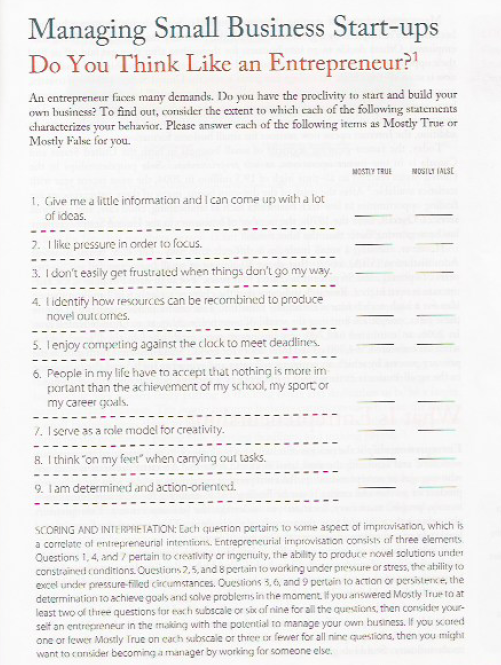 Managing Small Business Start-ups
Do You Think Like an Entrepreneur?¹
An entrepreneur faces many demands. Do you have the proclivity to start and build your
own business? To find out, consider the extent to which each of the following statements
characterizes your behavior. Please answer each of the following items as Mostly True or
Mostly False for you.
MOSTLY TRUE MOSTLY FALSE
1. Give me a little information and I can come up with a lot
of ideas.
2. I like pressure in order to focus.
3. I don't easily get frustrated when things don't go my way.
4. I identify how resources can be recombined to produce
novel outcomes.
5. I enjoy competing against the clock to meet deadlines.
6. People in my life have to accept that nothing is more im-
portant than the achievement of my school, my sport, or
my career goals.
7. I serve as a role model for creativity.
8. I think "on my feet" when carrying out tasks.
9. I am determined and action-oriented.
SCORING AND INTERPRETATION: Each question pertains to some aspect of improvisation, which is
a correlate of entrepreneurial intentions. Entrepreneurial improvisation consists of three elements.
Questions 1, 4, and 7 pertain to creativity or ingenuity, the ability to produce novel solutions under
constrained conditions. Questions 2, 5, and 8 pertain to working under pressure or stress, the ability to
excel under pressure-filled circumstances. Questions 3, 6, and 9 pertain to action or persistence, the
determination to achieve goals and solve problems in the moment. If you answered Mostly True to at
least two of three questions for each subscale or six of nine for all the questions, then consider your-
self an entrepreneur in the making with the potential to manage your own business. If you scored
one or fewer Mostly True on each subscale or three or fewer for all nine questions, then you might
want to consider becoming a manager by working for someone else.